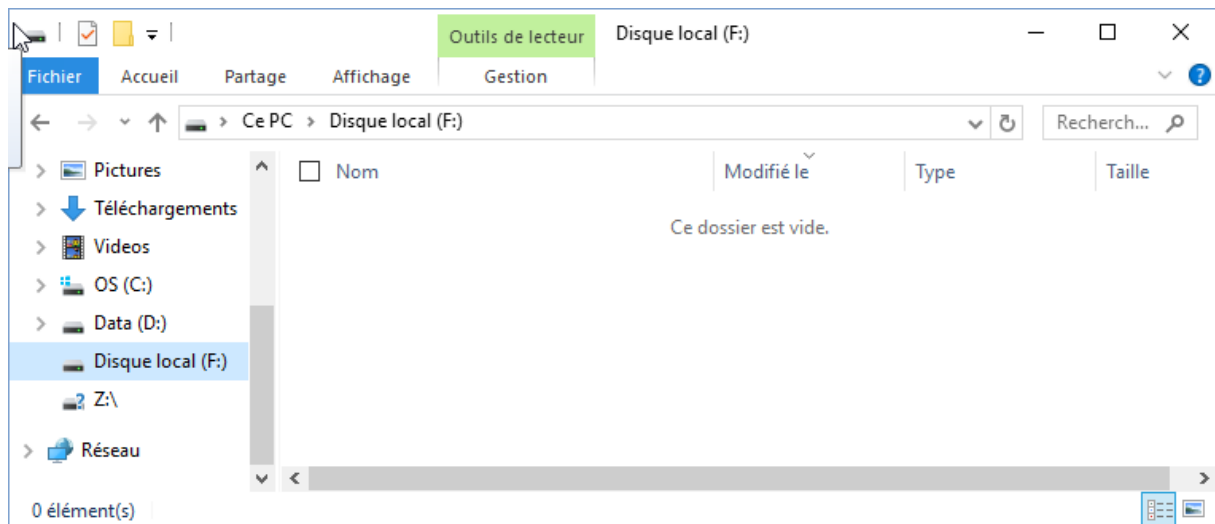 Outils de lecteur Disque local (F:)
Fichier Accueil Partage Affichage Gestion
Ce PC > Disque local (F:) Recherch...
Pictures
Téléchargements
Videos
OS (C:)
Data (D:)
Disque local (F:)
Z:\
Réseau
Nom Modifié le Type Taille
Ce dossier est vide.
0 élément(s)